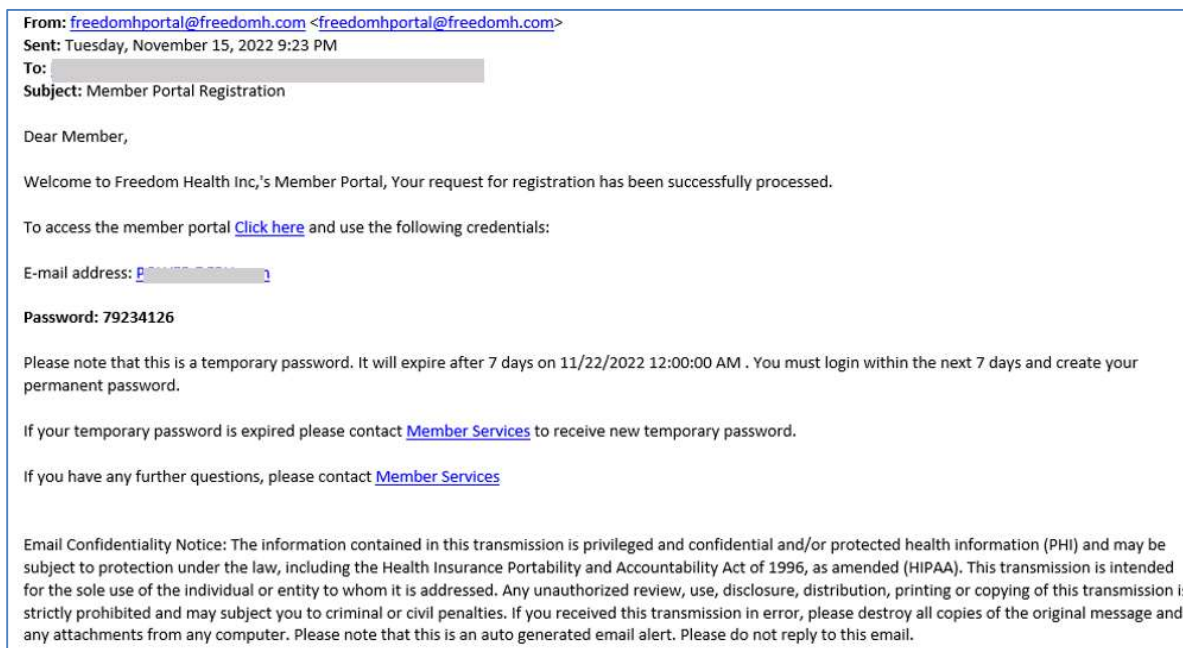 From: freedomhportal@freedomh.com <freedomhportal@freedomh.com>
Sent: Tuesday, November 15, 2022 9:23 PM
To:
Subject: Member Portal Registration
Dear Member,
Welcome to Freedom Health Inc,'s Member Portal, Your request for registration has been successfully processed.
To access the member portal Click here and use the following credentials:
E-mail address:
Password: 79234126
Please note that this is a temporary password. It will expire after 7 days on 11/22/2022 12:00:00 AM . You must login within the next 7 days and create your
permanent password.
If your temporary password is expired please contact Member Services to receive new temporary password.
If you have any further questions, please contact Member Services
Email Confidentiality Notice: The information contained in this transmission is privileged and confidential and/or protected health information (PHI) and may be
subject to protection under the law, including the Health Insurance Portability and Accountability Act of 1996, as amended (HIPAA). This transmission is intended
for the sole use of the individual or entity to whom it is addressed. Any unauthorized review, use, disclosure, distribution, printing or copying of this transmission is
strictly prohibited and may subject you to criminal or civil penalties. If you received this transmission in error, please destroy all copies of the original message and
any attachments from any computer. Please note that this is an auto generated email alert. Please do not reply to this email.